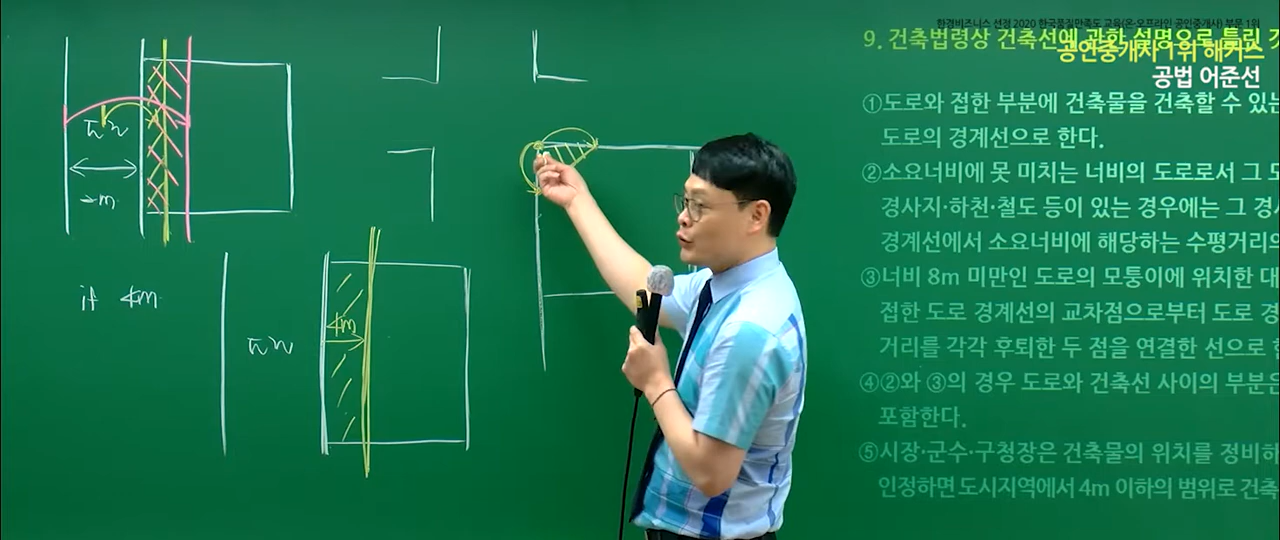 한경비즈니스 선정 2020 한국품질만족도 교육(온·오프라인 공인중개사) 부문 1위
9. 건축법령상 건축선에 관한 설명으로 틀린 것
공인중개사 1위 해커스
공법 어준선
①도로와 접한 부분에 건축물을 건축할 수 있는
도로의 경계선으로 한다.
②소요너비에 못 미치는 너비의 도로로서 그 도
경사지·하천·철도 등이 있는 경우에는 그 경사
경계선에서 소요너비에 해당하는 수평거리의
③너비 8m 미만인 도로의 모퉁이에 위치한 대
접한 도로 경계선의 교차점으로부터 도로 경
거리를 각각 후퇴한 두 점을 연결한 선으로 한
④②와 ③의 경우 도로와 건축선 사이의 부분은
포함한다.
⑤시장·군수·구청장은 건축물의 위치를 정비하
인정하면 도시지역에서 4m 이하의 범위로 건축
도로
2m
if 4m
도로
4m